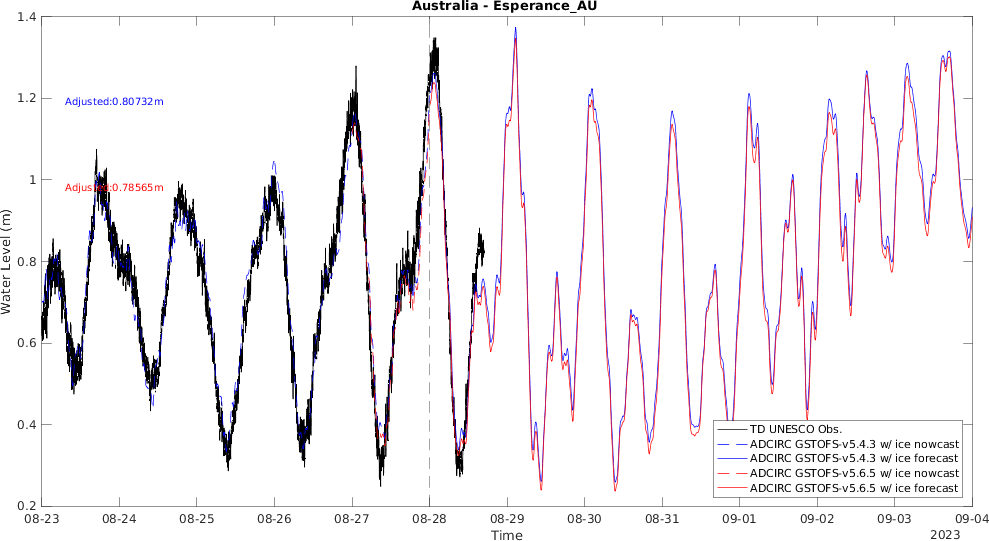 Australia - Esperance_AU
1.4
1.2
1
0.8
0.6
0.4
0.2
Water Level (m)
Adjusted:0.80732m
Adjusted:0.78565m
TD UNESCO Obs.
ADCIRC GSTOFS-v5.4.3 w/ ice nowcast
ADCIRC GSTOFS-v5.4.3 w/ ice forecast
ADCIRC GSTOFS-v5.6.5 w/ ice nowcast
ADCIRC GSTOFS-v5.6.5 w/ ice forecast
08-23 08-24 08-25 08-26 08-27 08-28 08-29 08-30 08-31 09-01 09-02 09-03 09-04
Time
2023